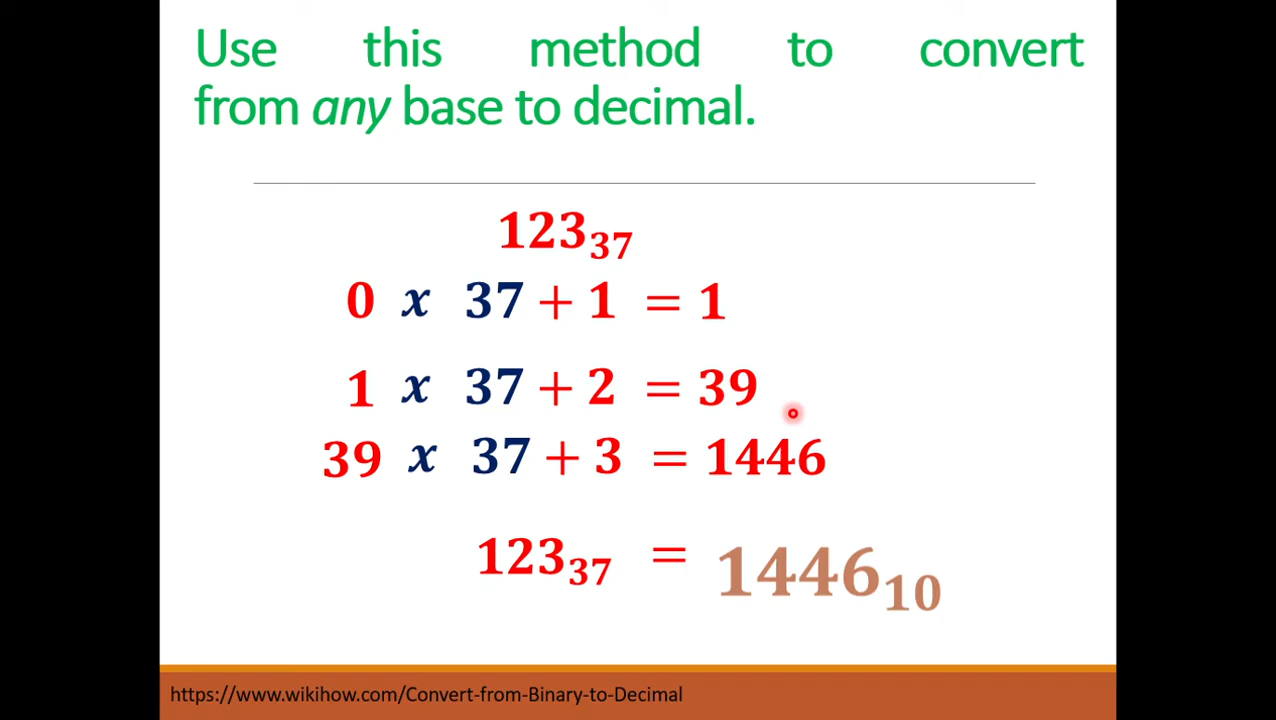 Use this method to convert
from any base to decimal.
123₃₇
0 x 37 + 1 = 1
1 x 37 + 2 = 39
39 x 37 + 3 = 1446
123₃₇ = 1446₁₀
https://www.wikihow.com/Convert-from-Binary-to-Decimal